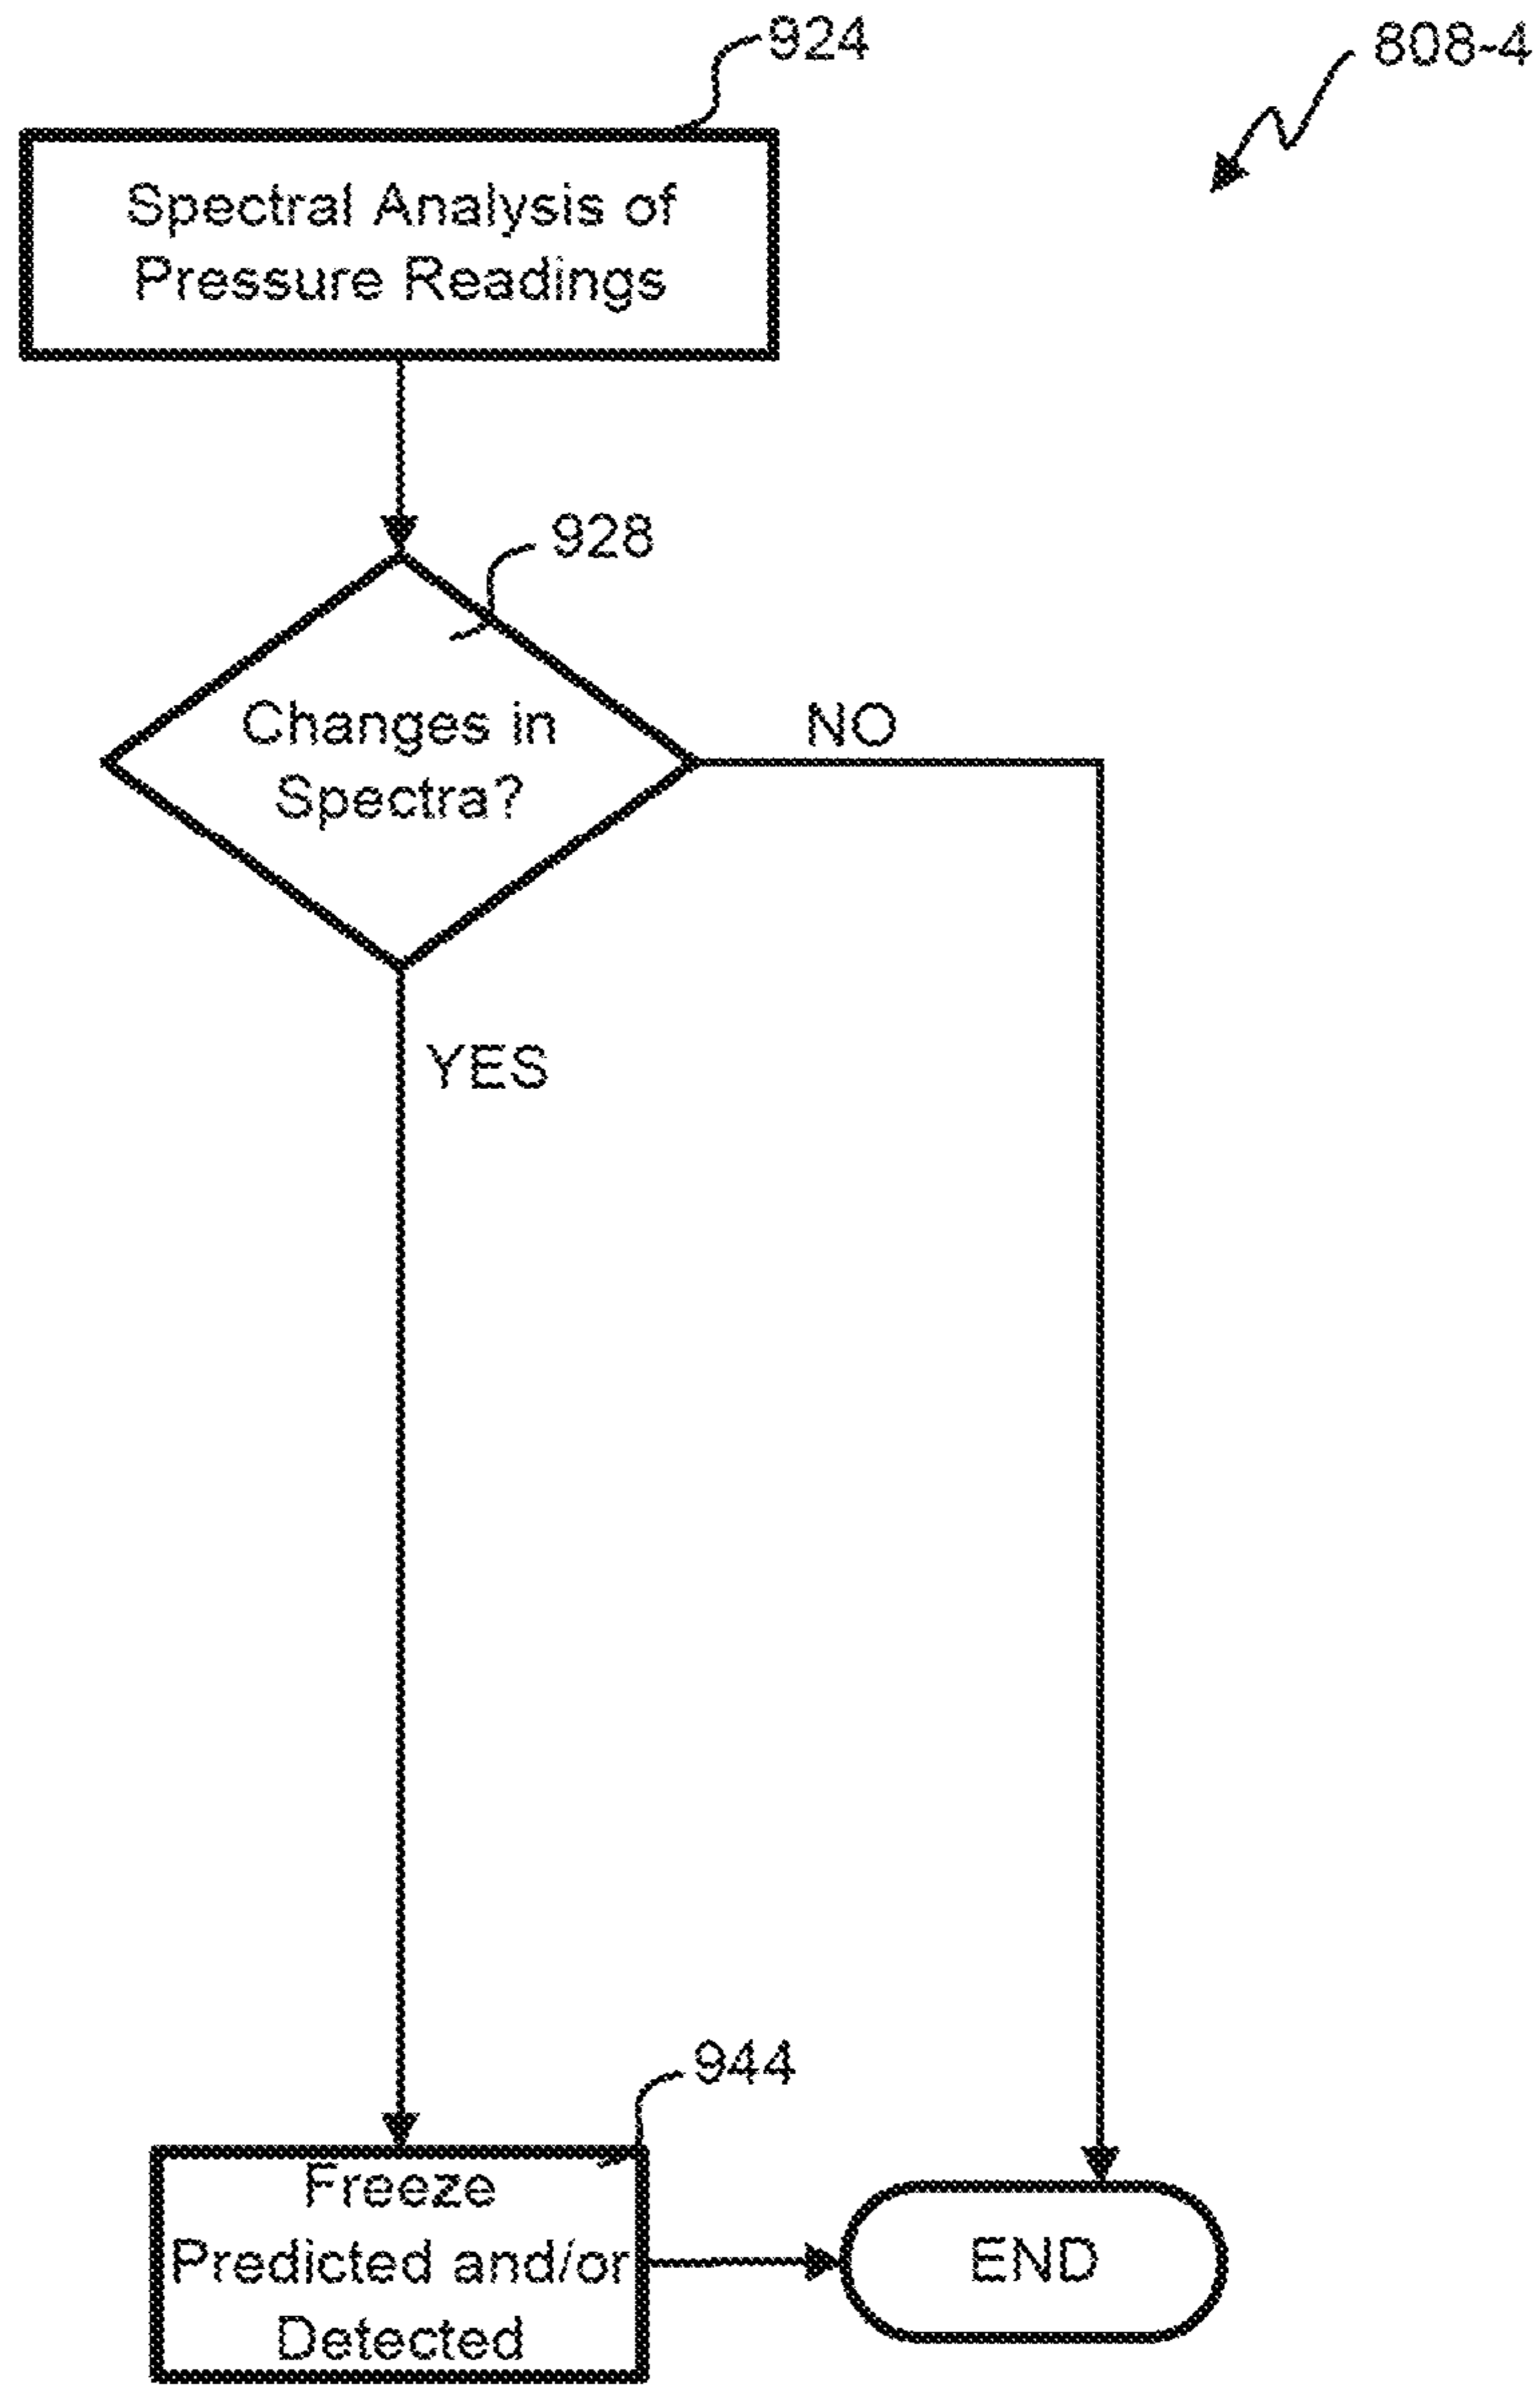 924
808-4
Spectral Analysis of
Pressure Readings
928
Changes in
Spectra?
NO
YES
944
Freeze
Predicted and/or
Detected
END